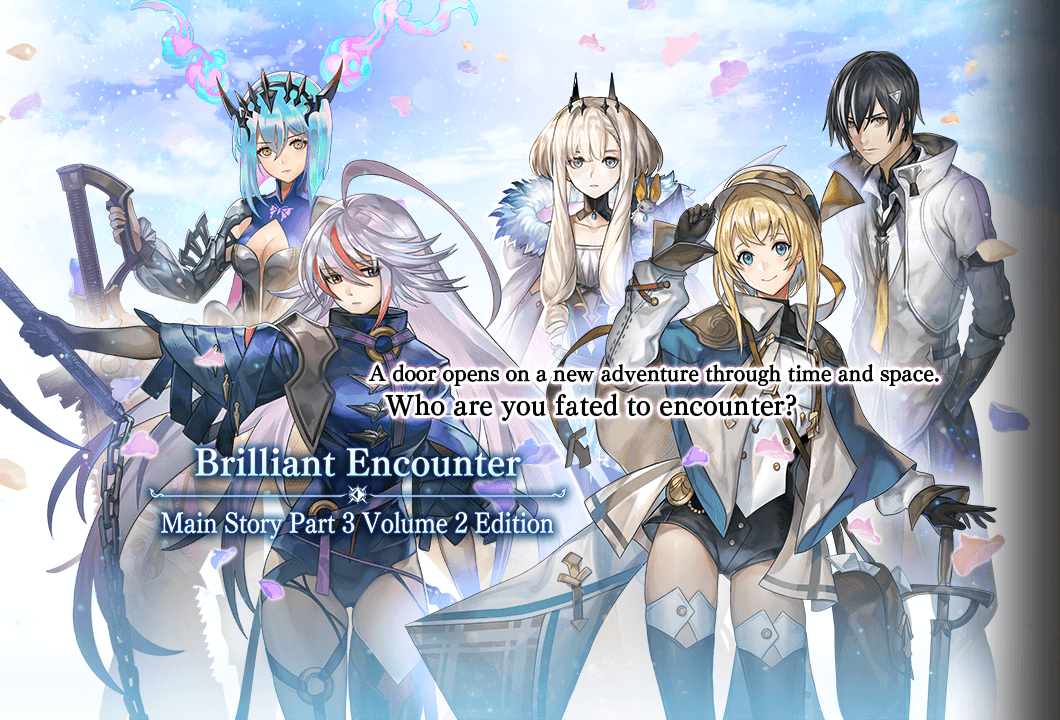 A door opens on a new adventure through time and space.
Who are you fated to encounter?
Brilliant Encounter
Main Story Part 3 Volume 2 Edition